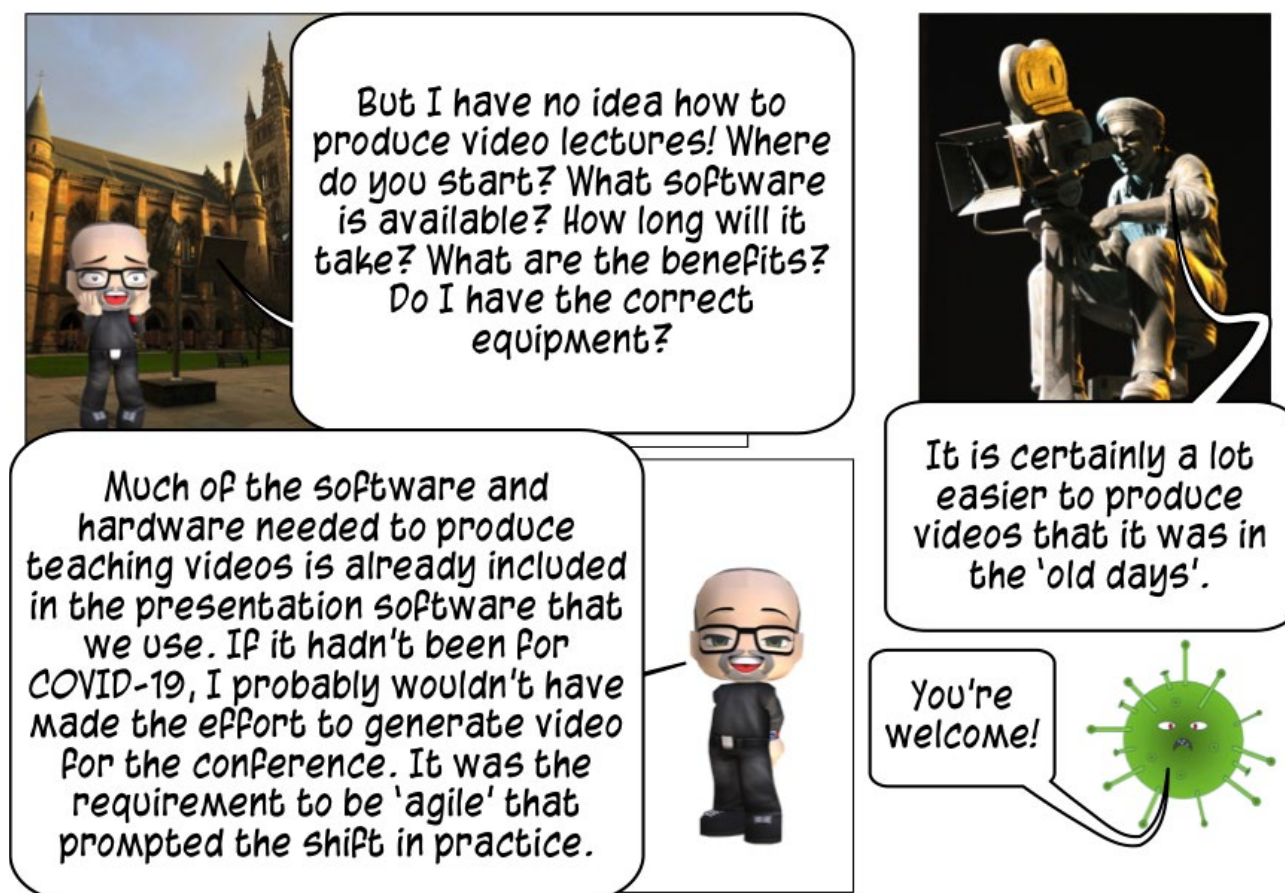 But I have no idea how to
produce video lectures! Where
do you start? What software
is available? How long will it
take? What are the benefits?
Do I have the correct
equipment?
It is certainly a lot
easier to produce
videos that it was in
the ‘old days’.
Much of the software and
hardware needed to produce
teaching videos is already included
in the presentation software that
we use. If it hadn't been for
COVID-19, I probably wouldn't have
made the effort to generate video
for the conference. It was the
requirement to be ‘agile’ that
prompted the shift in practice.
You're
welcome!